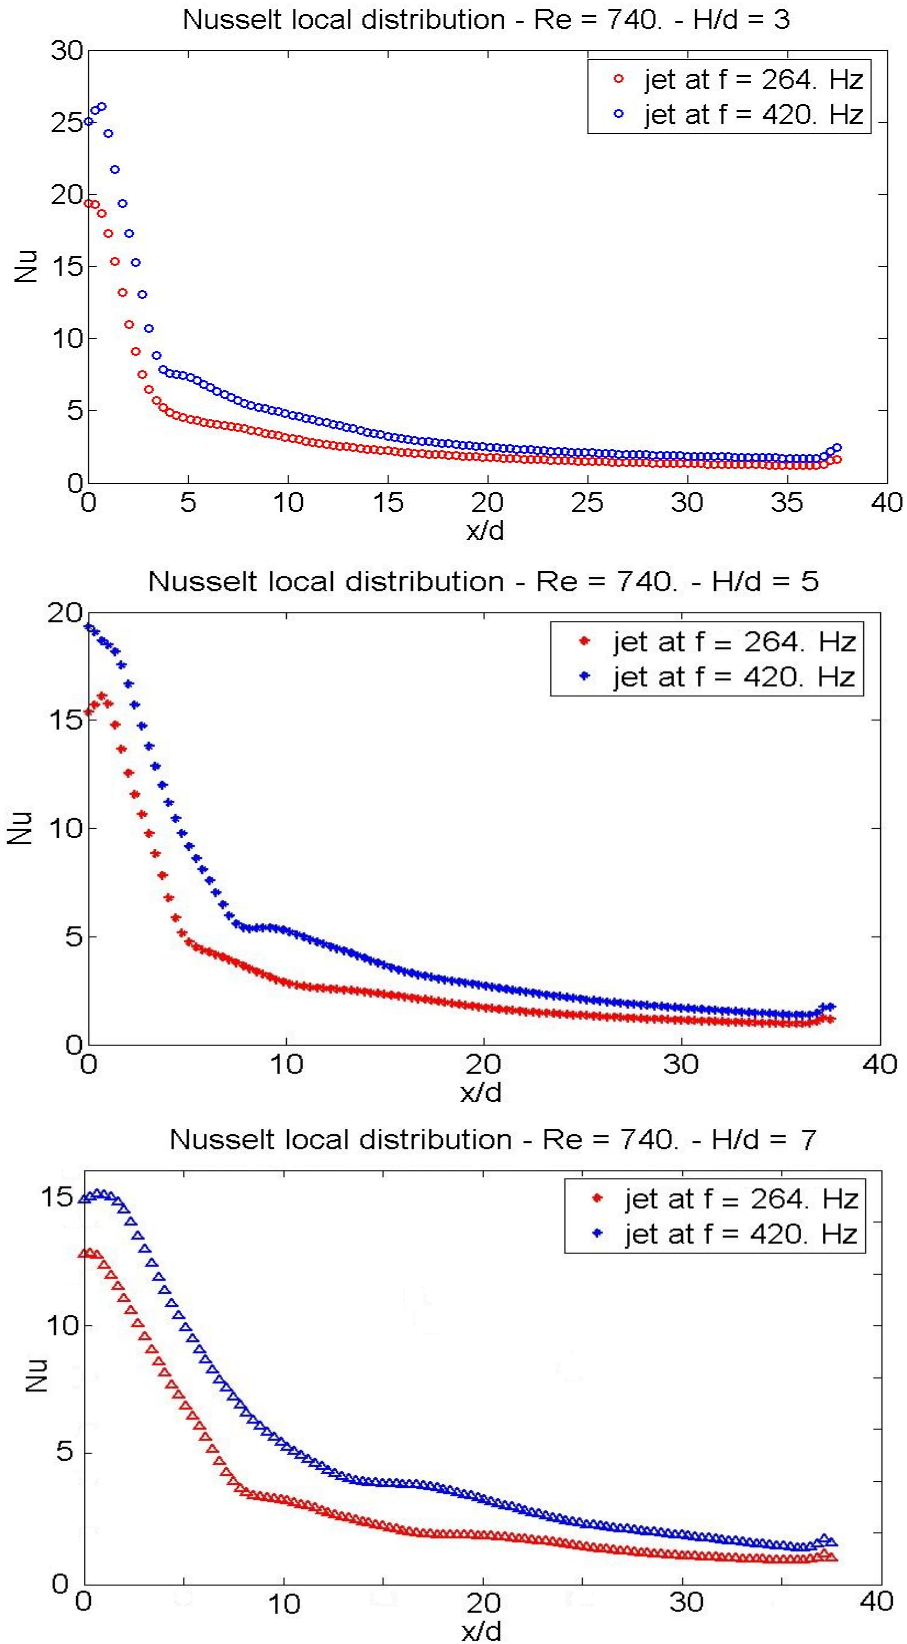 Nusselt local distribution - Re = 740. - H/d = 3
30
25
20
15
10
5
0
Nu
jet at f = 264. Hz
jet at f = 420. Hz
0 5 10 15 20 25 30 35 40
x/d
Nusselt local distribution - Re = 740. - H/d = 5
20
15
10
5
0
Nu
jet at f = 264. Hz
jet at f = 420. Hz
0 10 20 30 40
x/d
Nusselt local distribution - Re = 740. - H/d = 7
15
10
5
0
Nu
jet at f = 264. Hz
jet at f = 420. Hz
0 10 20 30 40
x/d